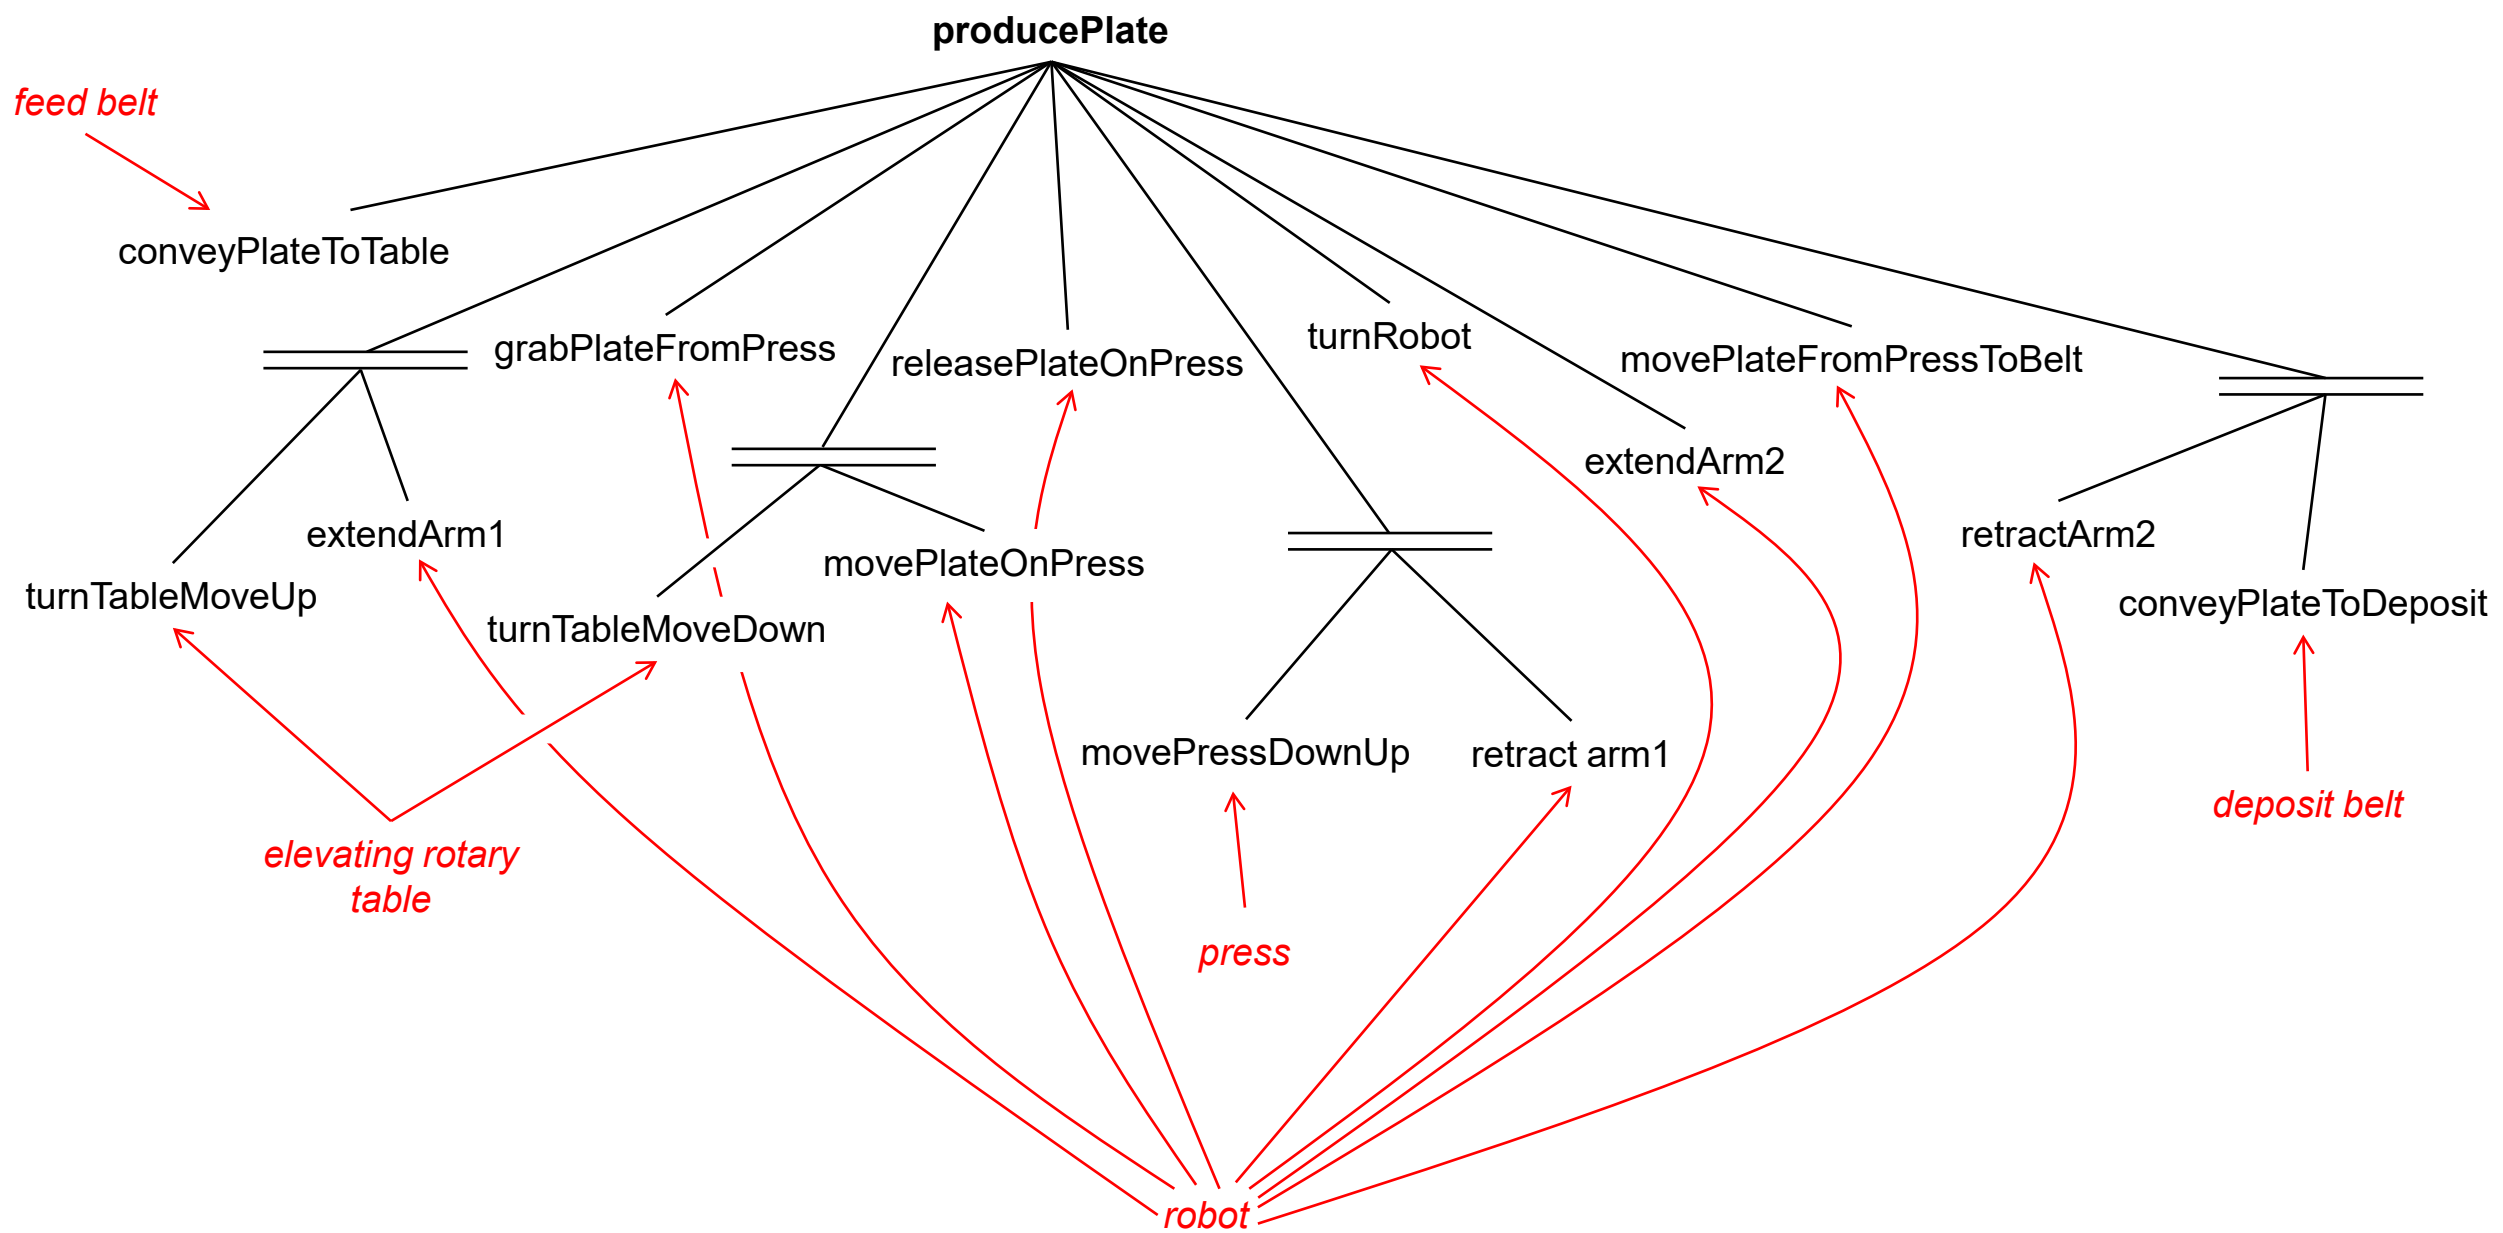 producePlate
feed belt
conveyPlateToTable
grabPlateFromPress
releasePlateOnPress
turnRobot
movePlateFromPressToBelt
extendArm2
extendArm1
movePlateOnPress
retractArm2
turnTableMoveUp
turnTableMoveDown
conveyPlateToDeposit
movePressDownUp
retract arm1
deposit belt
elevating rotary
table
press
robot